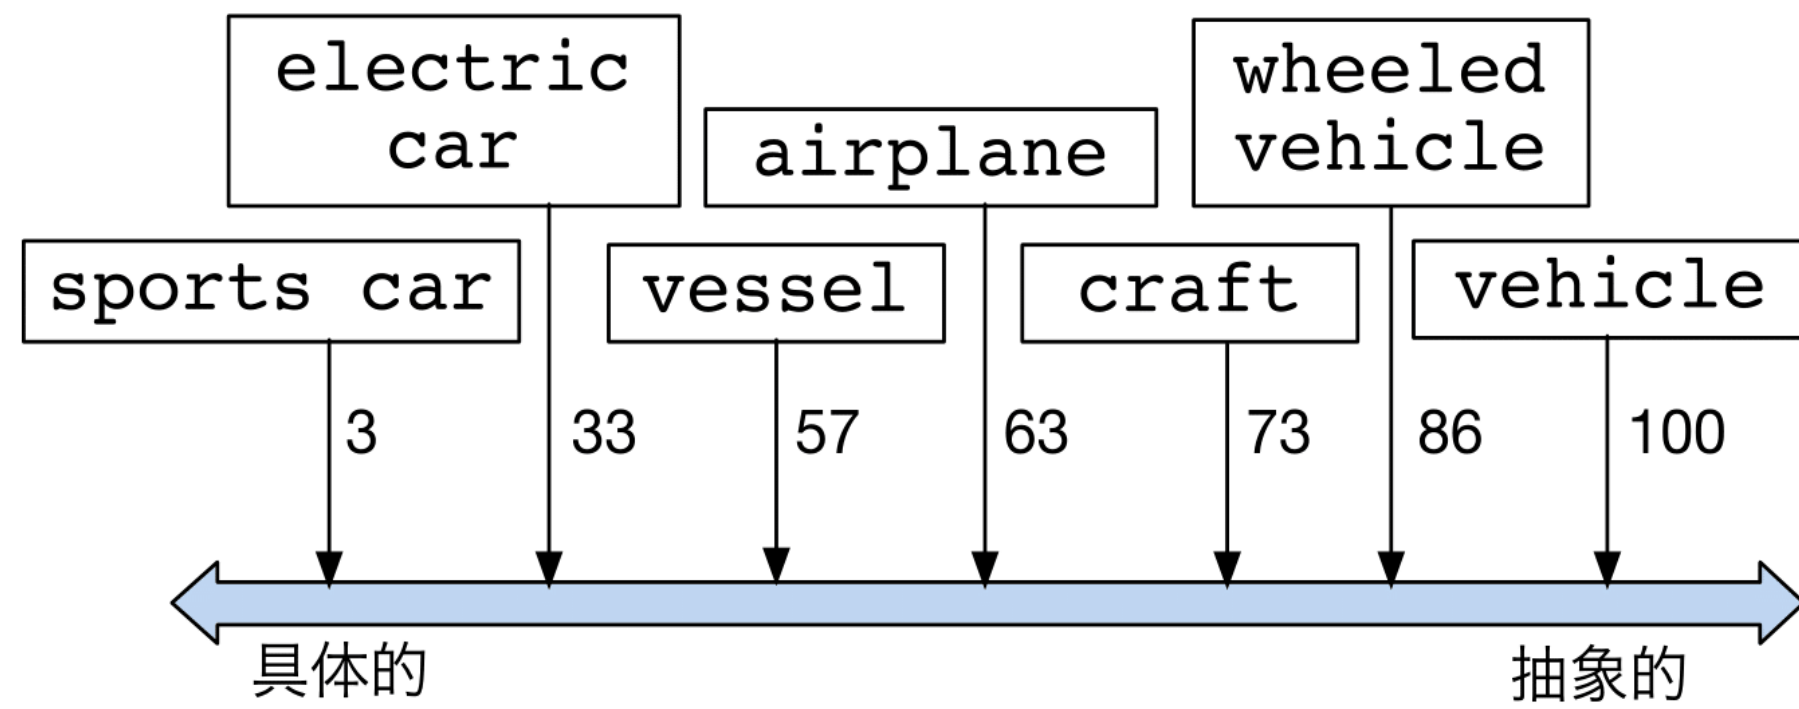 electric
car
airplane
wheeled
vehicle
sports car
vessel
craft
vehicle
3
33
57
63
73
86
100
具体的
抽象的